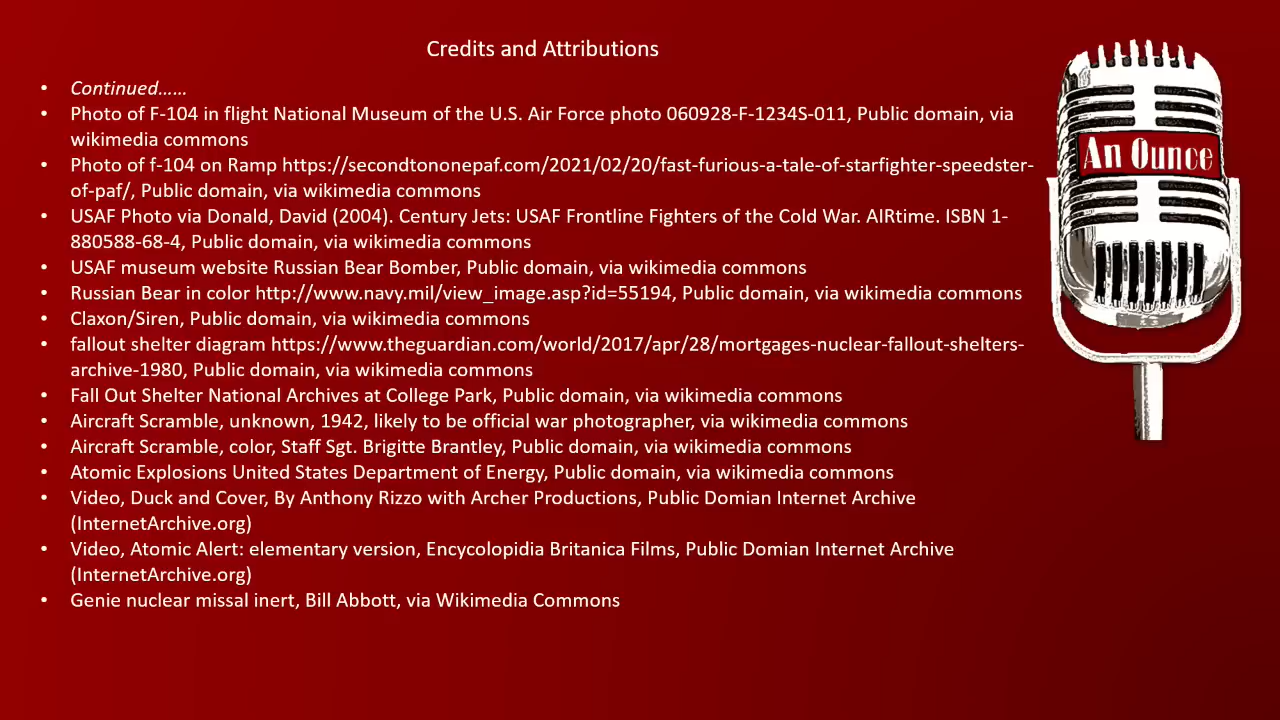 Credits and Attributions
• Continued……
• Photo of F-104 in flight National Museum of the U.S. Air Force photo 060928-F-1234S-011, Public domain, via
wikimedia commons
• Photo of f-104 on Ramp https://secondtononepaf.com/2021/02/20/fast-furious-a-tale-of-starfighter-speedster-
of-paf/, Public domain, via wikimedia commons
• USAF Photo via Donald, David (2004). Century Jets: USAF Frontline Fighters of the Cold War. AIRtime. ISBN 1-
880588-68-4, Public domain, via wikimedia commons
• USAF museum website Russian Bear Bomber, Public domain, via wikimedia commons
• Russian Bear in color http://www.navy.mil/view_image.asp?id=55194, Public domain, via wikimedia commons
• Claxon/Siren, Public domain, via wikimedia commons
• fallout shelter diagram https://www.theguardian.com/world/2017/apr/28/mortgages-nuclear-fallout-shelters-
archive-1980, Public domain, via wikimedia commons
• Fall Out Shelter National Archives at College Park, Public domain, via wikimedia commons
• Aircraft Scramble, unknown, 1942, likely to be official war photographer, via wikimedia commons
• Aircraft Scramble, color, Staff Sgt. Brigitte Brantley, Public domain, via wikimedia commons
• Atomic Explosions United States Department of Energy, Public domain, via wikimedia commons
• Video, Duck and Cover, By Anthony Rizzo with Archer Productions, Public Domian Internet Archive
(InternetArchive.org)
• Video, Atomic Alert: elementary version, Encycolopidia Britanica Films, Public Domian Internet Archive
(InternetArchive.org)
• Genie nuclear missal inert, Bill Abbott, via Wikimedia Commons
An Ounce